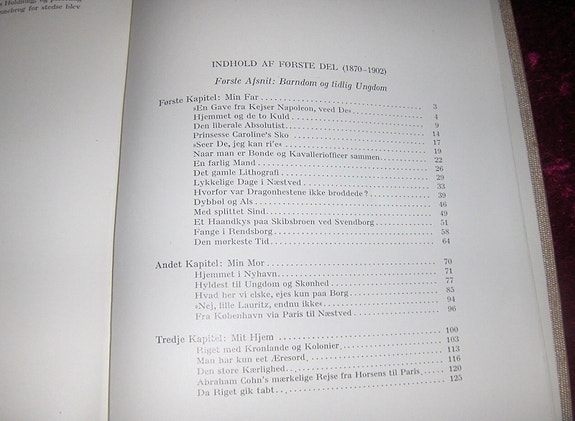 Holdning, og
for stedse blev
INDHOLD AF FØRSTE DEL (1870-1902)
Første Afsnit: Barndom og tidlig Ungdom
Første Kapitel: Min Far 3
»En Gave fra Kejser Napoleon, veed De« 4
Hjemmet og de to Kuld 9
Den liberale Absolutist. 14
Prinsesse Caroline's Sko 17
»Seer De, jeg kan ri'e« 19
Naar man er Bonde og Kavalleriofficer sammen. 22
En farlig Mand 26
Det gamle Lithografi 29
Lykkelige Dage i Næstved 33
Hvorfor var Dragonhestene ikke broddede? 39
Dybbøl og Als 46
Med splittet Sind 49
Et Haandkys paa Skibsbroen ved Svendborg 51
Fange i Rendsborg 58
Den mørkeste Tid 64
Andet Kapitel: Min Mor 70
Hjemmet i Nyhavn 71
Hyldest til Ungdom og Skønhed 77
Hvad her vi elske, ejes kun paa Borg 85
»Nej, lille Lauritz, endnu ikke« 94
Fra København via Paris til Næstved 96
Tredje Kapitel: Mit Hjem 100
Riget med Kronlande og Kolonier 103
Man har kun eet Æresord 113
Den store Kærlighed 116
Abraham Cohn's mærkelige Rejse fra Horsens til Paris 120
Da Riget gik tabt 125